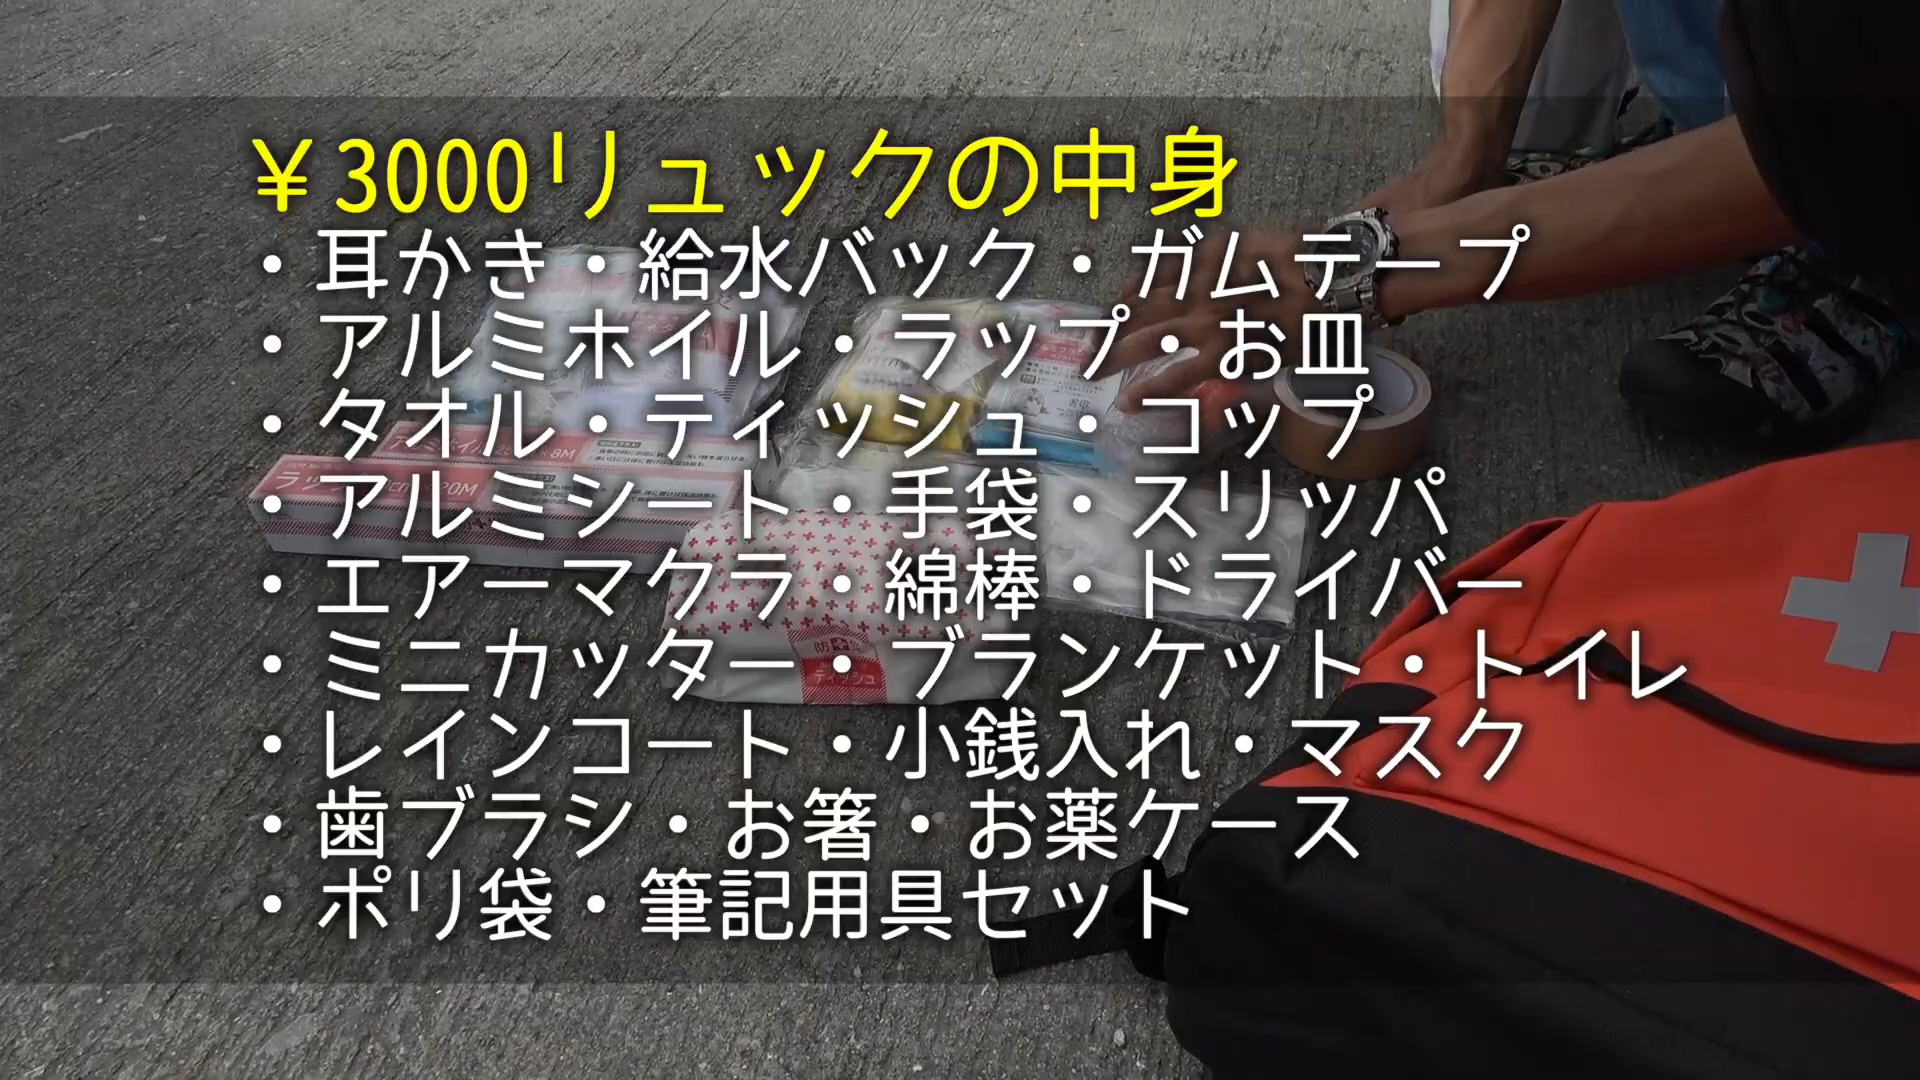 ￥3000リュックの中身
・耳かき・給水バック・ガムテープ
・アルミホイル・ラップ・お皿
・タオル・ティッシュ・コップ
・アルミシート・手袋・スリッパ
・エアーマクラ・綿棒・ドライバー
・ミニカッター・ブランケット・トイレ
・レインコート・小銭入れ・マスク
・歯ブラシ・お箸・お薬ケース
・ポリ袋・筆記用具セット
ティッシュ